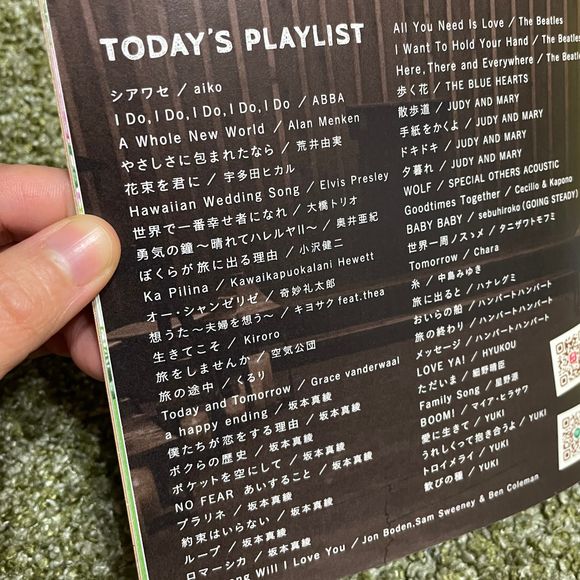 TODAY'S PLAYLIST
シアワセ / aiko
I Do, I Do, I Do, I Do, I Do / ABBA
A Whole New World / Alan Menken
やさしさに包まれたなら / 荒井由実
花束を君に / 宇多田ヒカル
Hawaiian Wedding Song / Elvis Presley
世界で一番幸せ者になれ / 大橋トリオ
勇気の鐘〜晴れてハレルヤII〜 / 奥井亜紀
ぼくらが旅に出る理由 / 小沢健二
Ka Pilina / Kawaikapuokalani Hewett
オー・シャンゼリゼ / 奇妙礼太郎
想うた〜夫婦を想う〜 / キヨサク feat.thea
生きてこそ / Kiroro
旅をしませんか / 空気公団
旅の途中 / くるり
Today and Tomorrow / Grace vanderwaal
a happy ending / 坂本真綾
僕たちが恋をする理由 / 坂本真綾
ボクらの歴史 / 坂本真綾
ポケットを空にして / 坂本真綾
NO FEAR あいすること / 坂本真綾
プラリネ / 坂本真綾
約束はいらない / 坂本真綾
ループ / 坂本真綾
ロマーシカ / 坂本真綾
ong Will I Love You / Jon Boden,Sam Sweeney & Ben Coleman
All You Need Is Love / The Beatles
I Want To Hold Your Hand / The Beatles
Here, There and Everywhere / The Beatle
歩く花 / THE BLUE HEARTS
散歩道 / JUDY AND MARY
手紙をかくよ / JUDY AND MARY
ドキドキ / JUDY AND MARY
夕暮れ / JUDY AND MARY
WOLF / SPECIAL OTHERS ACOUSTIC
Goodtimes Together / Cecilio & Kapono
BABY BABY / sebuhiroko (GOING STEADY)
世界一周ノスヽメ / タニザワトモフミ
Tomorrow / Chara
糸 / 中島みゆき
旅に出ると / ハナレグミ
おいらの船 / ハンバートハンバート
旅の終わり / ハンバートハンバート
メッセージ / ハンバートハンバート
LOVE YA! / HYUKOU
ただいま / 細野晴臣
Family Song / 星野源
BOOM! / マイア・ヒラサワ
愛に生きて / YUKI
うれしくって抱きあうよ / YUKI
トロイメライ / YUKI
歓びの種 / YUKI